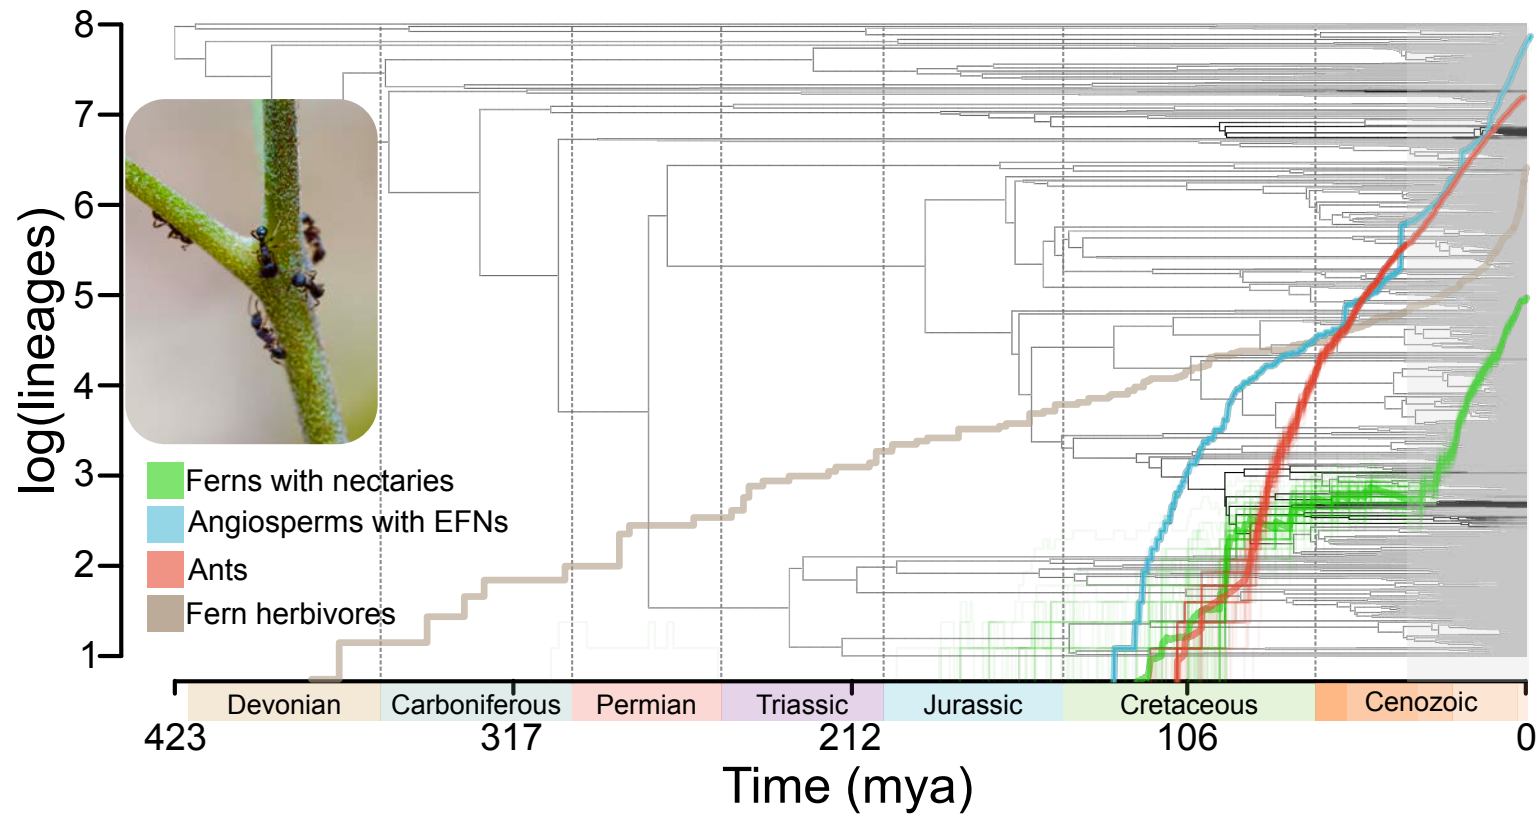 log(lineages)
8
7
6
5
4
3
2
1
Ferns with nectaries
Angiosperms with EFNs
Ants
Fern herbivores
Devonian Carboniferous Permian Triassic Jurassic Cretaceous Cenozoic
423 317 212 106 0
Time (mya)